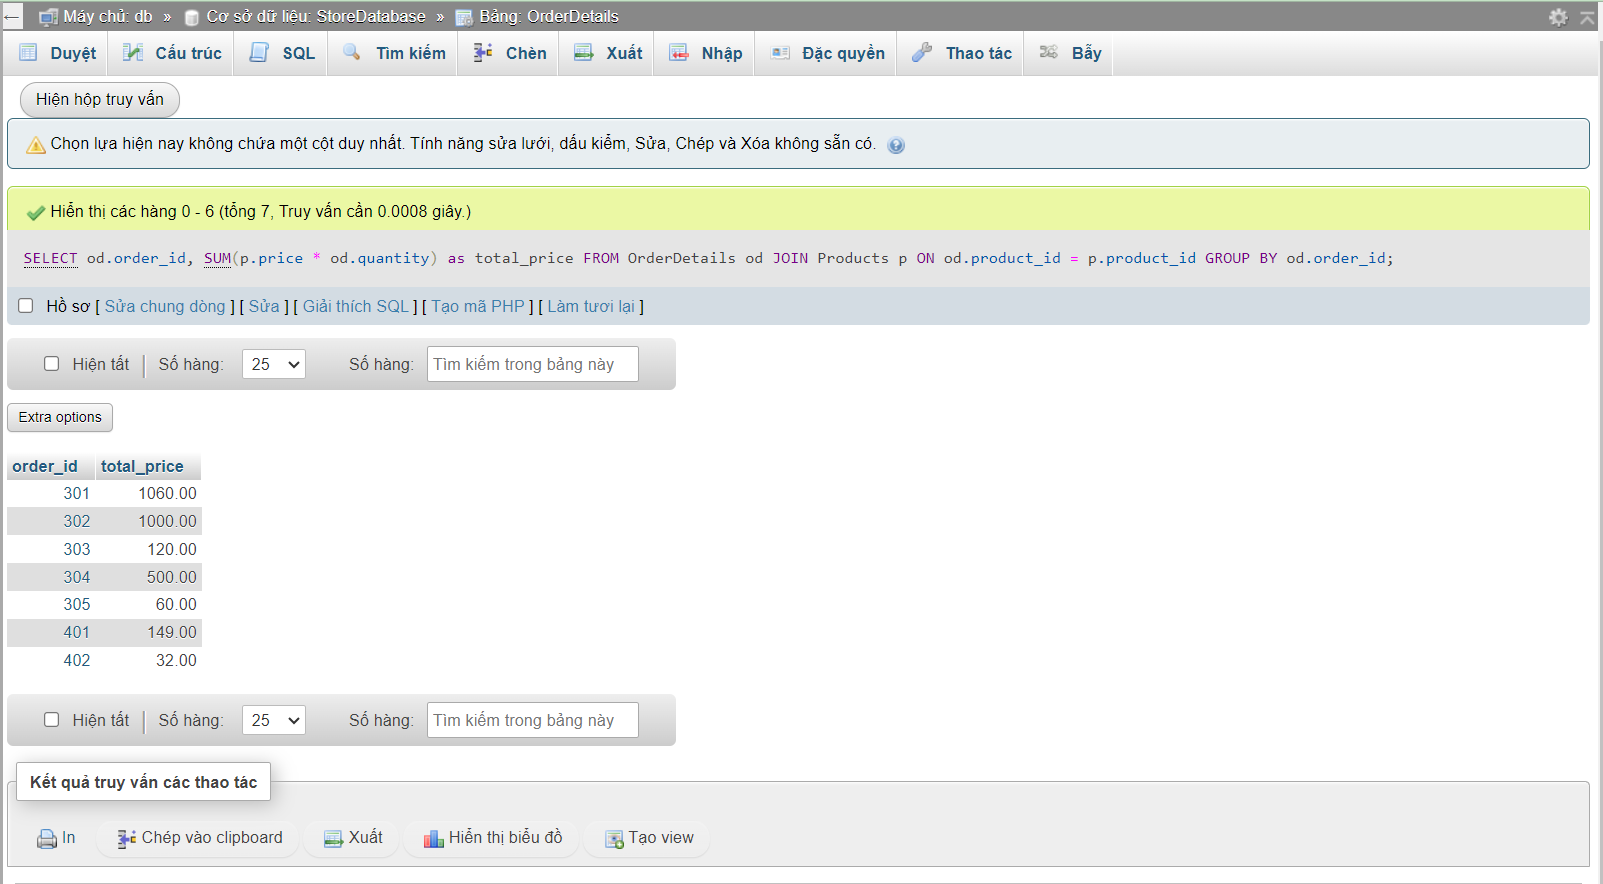 Máy chủ: db » Cơ sở dữ liệu: StoreDatabase » Bảng: OrderDetails
Duyệt Cấu trúc SQL Tìm kiếm Chèn Xuất Nhập Đặc quyền Thao tác Bẫy
Hiện hộp truy vấn
Chọn lựa hiện nay không chứa một cột duy nhất. Tính năng sửa lưới, dấu kiểm, Sửa, Chép và Xóa không sẵn có.
Hiển thị các hàng 0 - 6 (tổng 7, Truy vấn cần 0.0008 giây.)
SELECT od.order_id, SUM(p.price * od.quantity) as total_price FROM OrderDetails od JOIN Products p ON od.product_id = p.product_id GROUP BY od.order_id;
Hồ sơ [ Sửa chung dòng ] [ Sửa ] [ Giải thích SQL ] [ Tạo mã PHP ] [ Làm tươi lại ]
Hiện tất Số hàng: 25 Số hàng: Tìm kiếm trong bảng này
Extra options
order_id total_price
301 1060.00
302 1000.00
303 120.00
304 500.00
305 60.00
401 149.00
402 32.00
Hiện tất Số hàng: 25 Số hàng: Tìm kiếm trong bảng này
Kết quả truy vấn các thao tác
In Chép vào clipboard Xuất Hiển thị biểu đồ Tạo view